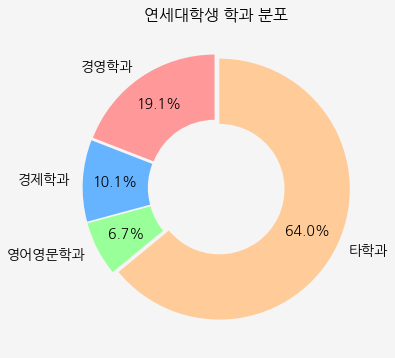 연세대학생 학과 분포
경영학과
19.1%
경제학과
10.1%
영어영문학과
6.7%
64.0%
타학과